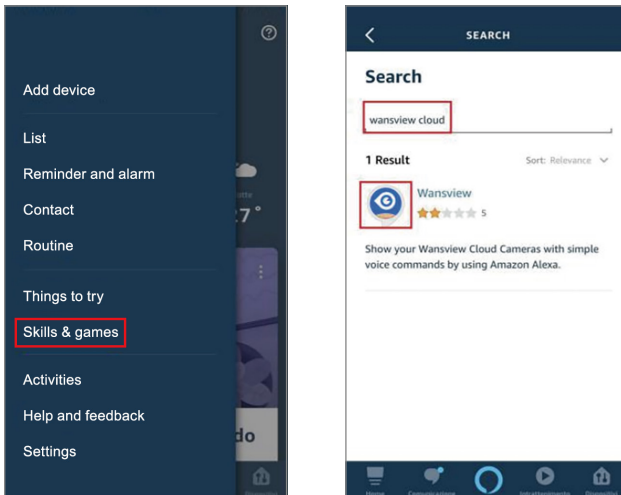 Add device
List
Reminder and alarm
Contact
Routine
Things to try
Skills & games
Activities
Help and feedback
Settings
7°
do
SEARCH
Search
wansview cloud
1 Result
Sort: Relevance
Wansview
5
Show your Wansview Cloud Cameras with simple
voice commands by using Amazon Alexa.